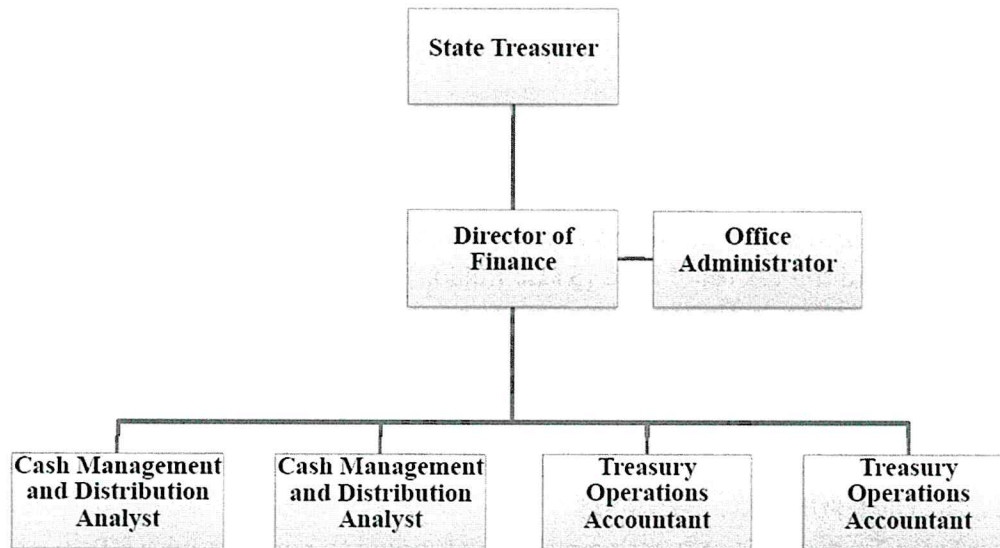 State Treasurer
Director of
Finance
Office
Administrator
Cash Management
and Distribution
Analyst
Cash Management
and Distribution
Analyst
Treasury
Operations
Accountant
Treasury
Operations
Accountant